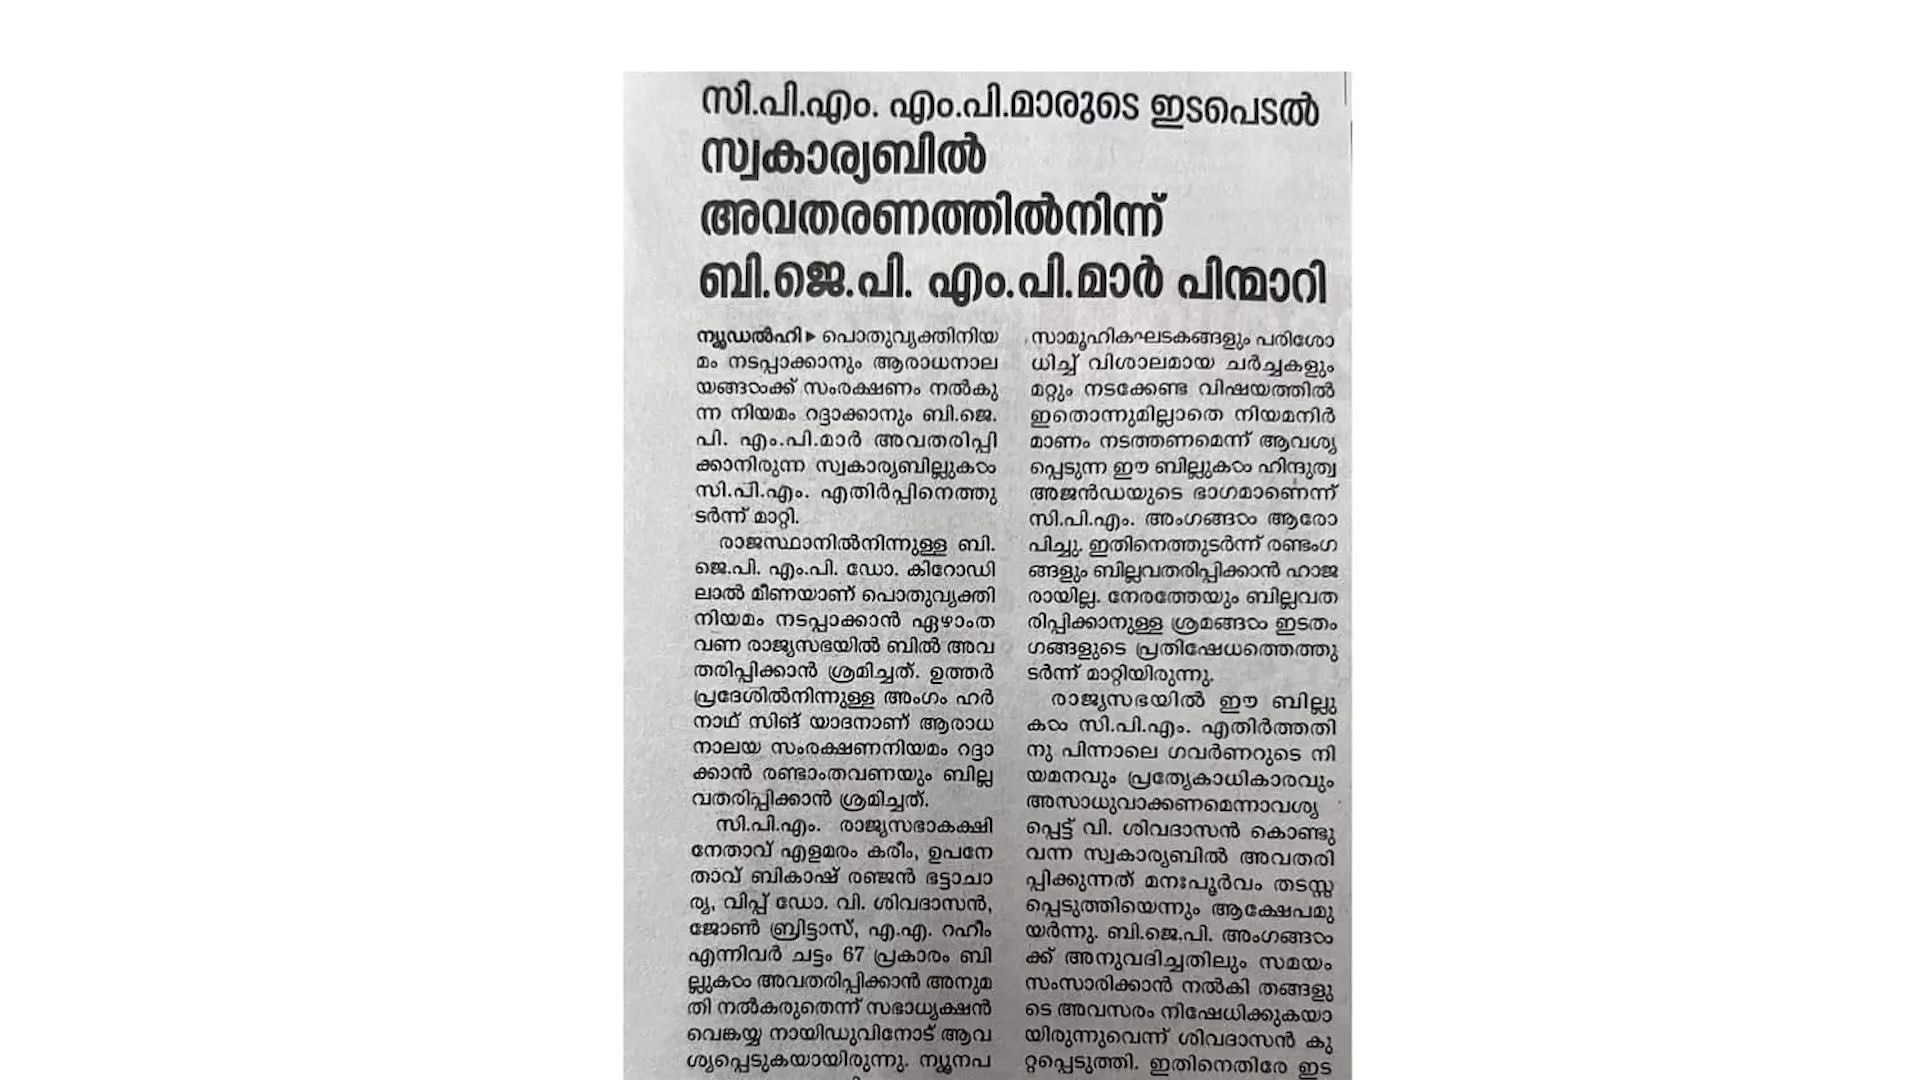 സി.പി.എം. എം.പി.മാരുടെ ഇടപെടൽ
സ്വകാര്യബിൽ
അവതരണത്തിൽനിന്ന്
ബി.ജെ.പി. എം.പി.മാർ പിന്മാറി
ന്യൂഡൽഹി ▶ പൊതുവ്യക്തിനിയ
മം നടപ്പാക്കാനും ആരാധനാല
യങ്ങൾക്ക് സംരക്ഷണം നൽകു
ന്ന നിയമം റദ്ദാക്കാനും ബി.ജെ.
പി. എം.പി.മാർ അവതരിപ്പി
ക്കാനിരുന്ന സ്വകാര്യബില്ലുകൾ
സി.പി.എം. എതിർപ്പിനെത്തു
ടർന്ന് മാറ്റി.
രാജസ്ഥാനിൽനിന്നുള്ള ബി.
ജെ.പി. എം.പി. ഡോ. കിറോഡി
ലാൽ മീണയാണ് പൊതുവ്യക്തി
നിയമം നടപ്പാക്കാൻ ഏഴാംത
വണ രാജ്യസഭയിൽ ബിൽ അവ
തരിപ്പിക്കാൻ ശ്രമിച്ചത്. ഉത്തർ
പ്രദേശിൽനിന്നുള്ള അംഗം ഹർ
നാഥ് സിങ് യാദനാണ് ആരാധ
നാലയ സംരക്ഷണനിയമം റദ്ദാ
ക്കാൻ രണ്ടാംതവണയും ബില്ല
വതരിപ്പിക്കാൻ ശ്രമിച്ചത്.
സി.പി.എം. രാജ്യസഭാകക്ഷി
നേതാവ് എളമരം കരീം, ഉപനേ
താവ് ബികാഷ് രഞ്ജൻ ഭട്ടാചാ
ര്യ, വിപ്പ് ഡോ. വി. ശിവദാസൻ,
ജോൺ ബ്രിട്ടാസ്, എ.എ. റഹീം
എന്നിവർ ചട്ടം 67 പ്രകാരം ബി
ല്ലുകൾ അവതരിപ്പിക്കാൻ അനുമ
തി നൽകരുതെന്ന് സഭാധ്യക്ഷൻ
വെങ്കയ്യ നായിഡുവിനോട് ആവ
ശ്യപ്പെടുകയായിരുന്നു. ന്യൂനപ
സാമൂഹികഘടകങ്ങളും പരിശോ
ധിച്ച് വിശാലമായ ചർച്ചകളും
മറ്റും നടക്കേണ്ട വിഷയത്തിൽ
ഇതൊന്നുമില്ലാതെ നിയമനിർ
മാണം നടത്തണമെന്ന് ആവശ്യ
പ്പെടുന്ന ഈ ബില്ലുകൾ ഹിന്ദുത്വ
അജൻഡയുടെ ഭാഗമാണെന്ന്
സി.പി.എം. അംഗങ്ങൾ ആരോ
പിച്ചു. ഇതിനെത്തുടർന്ന് രണ്ടംഗ
ങ്ങളും ബില്ലവതരിപ്പിക്കാൻ ഹാജ
രായില്ല. നേരത്തേയും ബില്ലവത
രിപ്പിക്കാനുള്ള ശ്രമങ്ങൾ ഇടതം
ഗങ്ങളുടെ പ്രതിഷേധത്തെത്തു
ടർന്ന് മാറ്റിയിരുന്നു.
രാജ്യസഭയിൽ ഈ ബില്ലു
കൾ സി.പി.എം. എതിർത്തതി
നു പിന്നാലെ ഗവർണറുടെ നി
യമനവും പ്രത്യേകാധികാരവും
അസാധുവാക്കണമെന്നാവശ്യ
പ്പെട്ട് വി. ശിവദാസൻ കൊണ്ടു
വന്ന സ്വകാര്യബിൽ അവതരി
പ്പിക്കുന്നത് മനഃപൂർവം തടസ്സ
പ്പെടുത്തിയെന്നും ആക്ഷേപമു
യർന്നു. ബി.ജെ.പി. അംഗങ്ങൾ
ക്ക് അനുവദിച്ചതിലും സമയം
സംസാരിക്കാൻ നൽകി തങ്ങളു
ടെ അവസരം നിഷേധിക്കുകയാ
യിരുന്നുവെന്ന് ശിവദാസൻ കു
റ്റപ്പെടുത്തി. ഇതിനെതിരേ ഇട